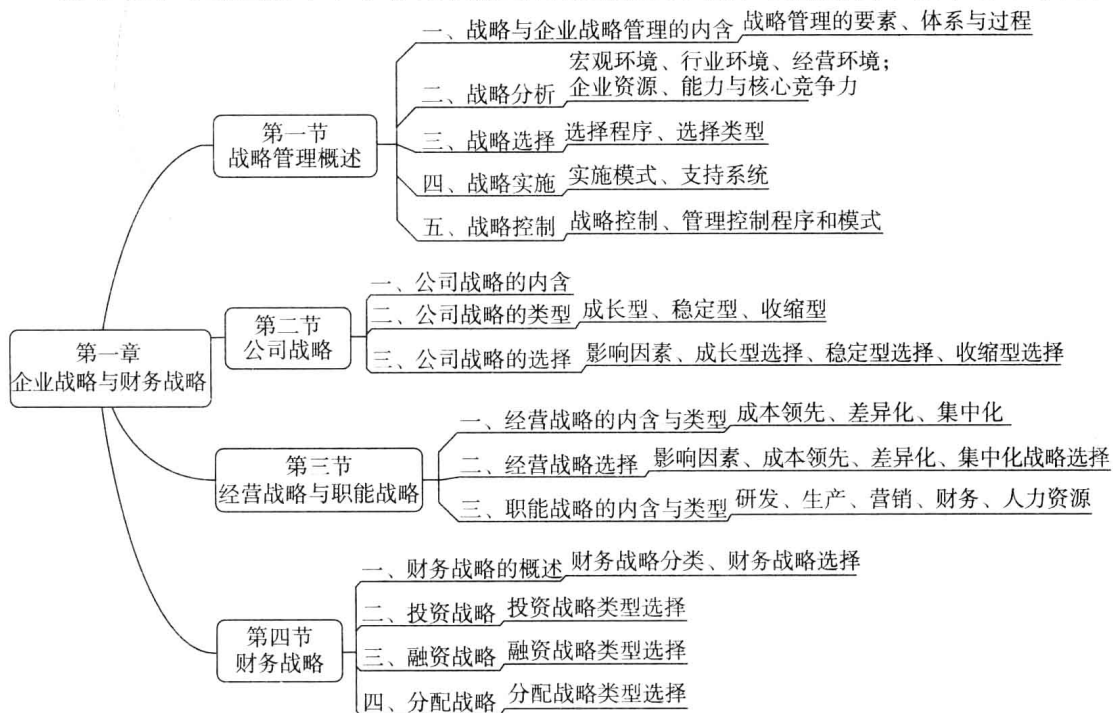 第一章
企业战略与财务战略
第一节
战略管理概述
一、战略与企业战略管理的内含 战略管理的要素、体系与过程
二、战略分析 宏观环境、行业环境、经营环境；
企业资源、能力与核心竞争力
三、战略选择 选择程序、选择类型
四、战略实施 实施模式、支持系统
五、战略控制 战略控制、管理控制程序和模式
第二节
公司战略
一、公司战略的内含
二、公司战略的类型 成长型、稳定型、收缩型
三、公司战略的选择 影响因素、成长型选择、稳定型选择、收缩型选择
第三节
经营战略与职能战略
一、经营战略的内含与类型 成本领先、差异化、集中化
二、经营战略选择 影响因素、成本领先、差异化、集中化战略选择
三、职能战略的内含与类型 研发、生产、营销、财务、人力资源
第四节
财务战略
一、财务战略的概述 财务战略分类、财务战略选择
二、投资战略 投资战略类型选择
三、融资战略 融资战略类型选择
四、分配战略 分配战略类型选择